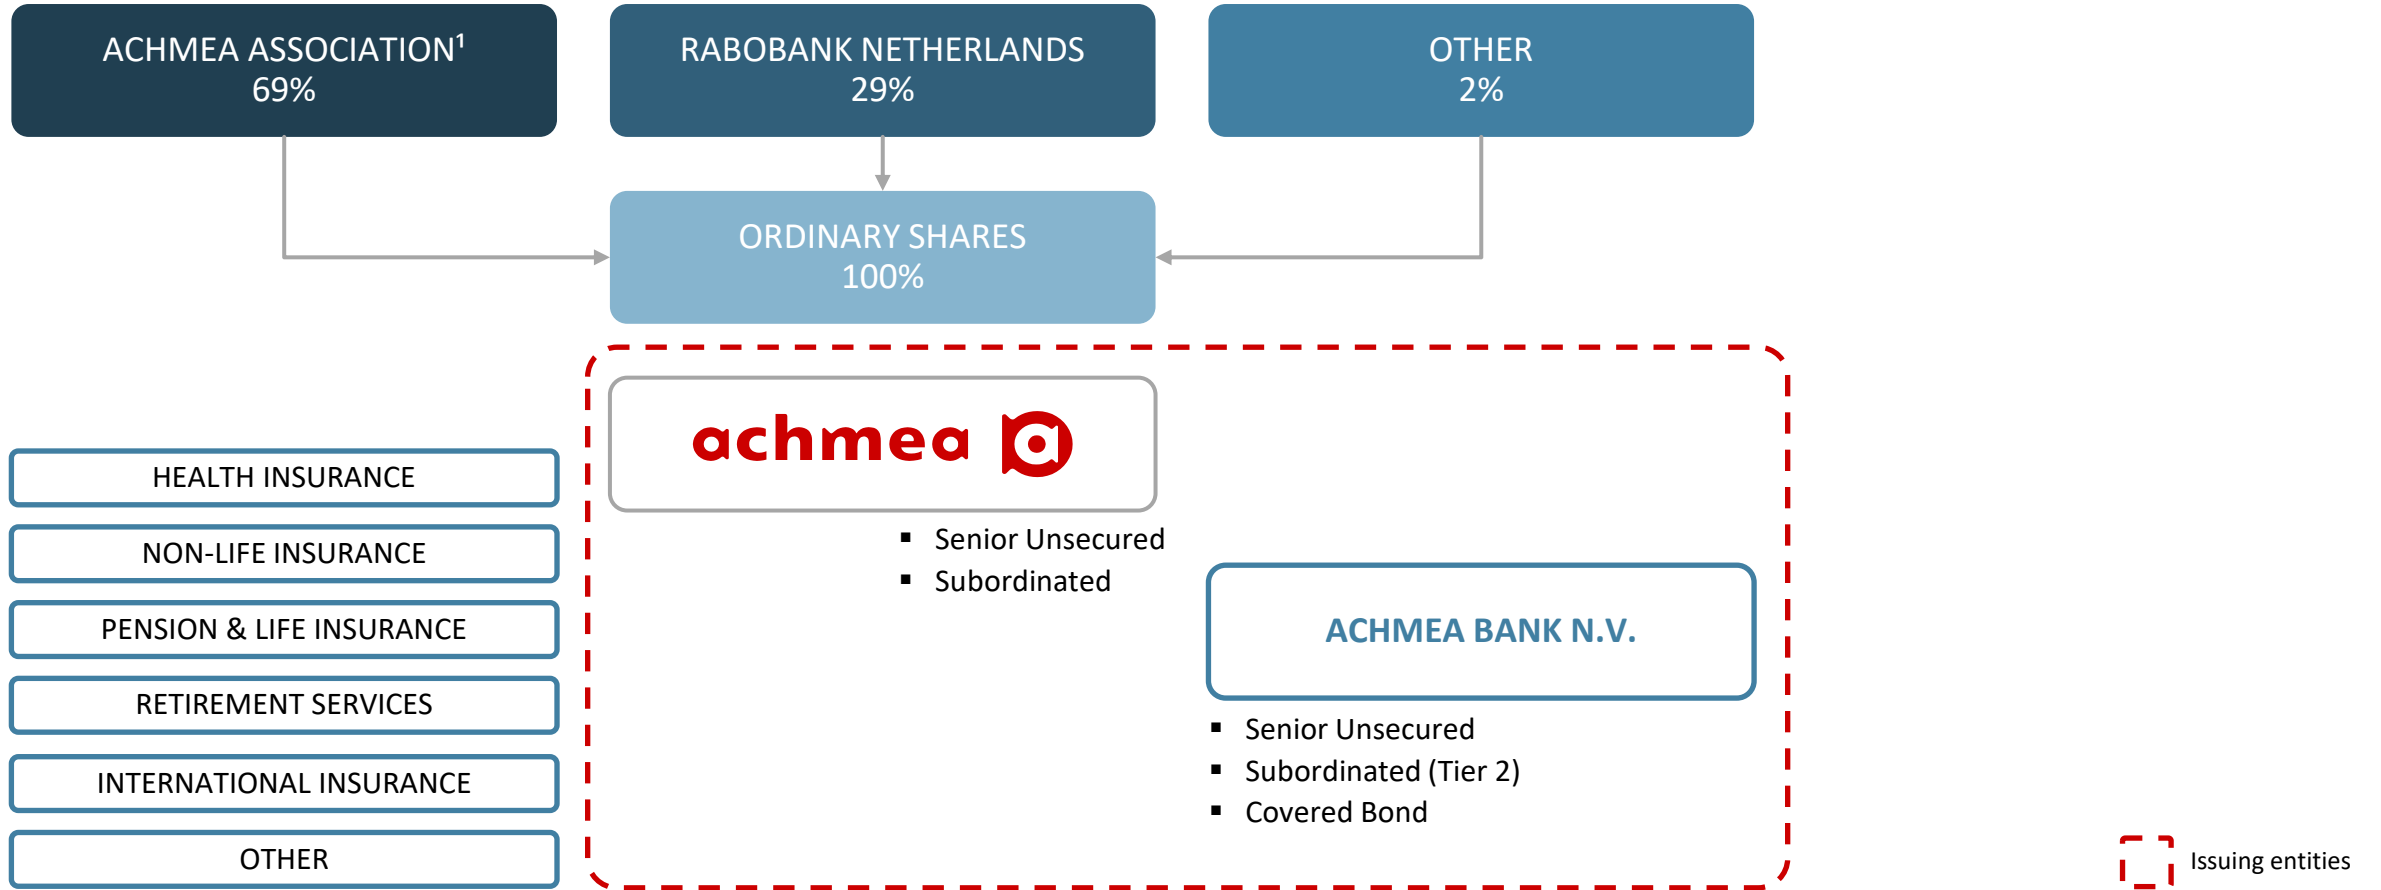 ACHMEA ASSOCIATION¹
69%
RABOBANK NETHERLANDS
29%
OTHER
2%
ORDINARY SHARES
100%
achmea
HEALTH INSURANCE
NON-LIFE INSURANCE
PENSION & LIFE INSURANCE
RETIREMENT SERVICES
INTERNATIONAL INSURANCE
OTHER
▪ Senior Unsecured
▪ Subordinated
ACHMEA BANK N.V.
▪ Senior Unsecured
▪ Subordinated (Tier 2)
▪ Covered Bond
Issuing entities